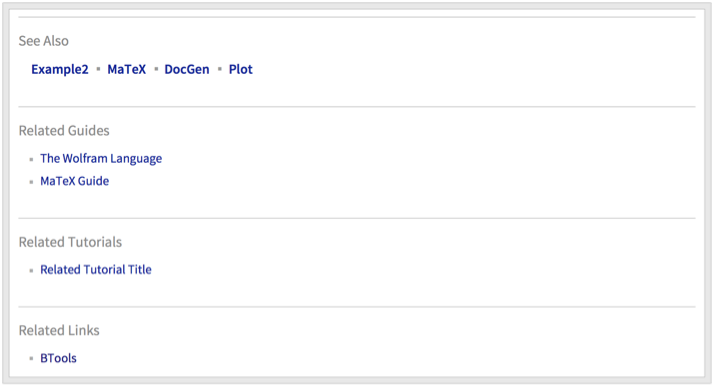 See Also
Example2 ▪ MaTeX ▪ DocGen ▪ Plot
Related Guides
▪ The Wolfram Language
▪ MaTeX Guide
Related Tutorials
▪ Related Tutorial Title
Related Links
▪ BTools